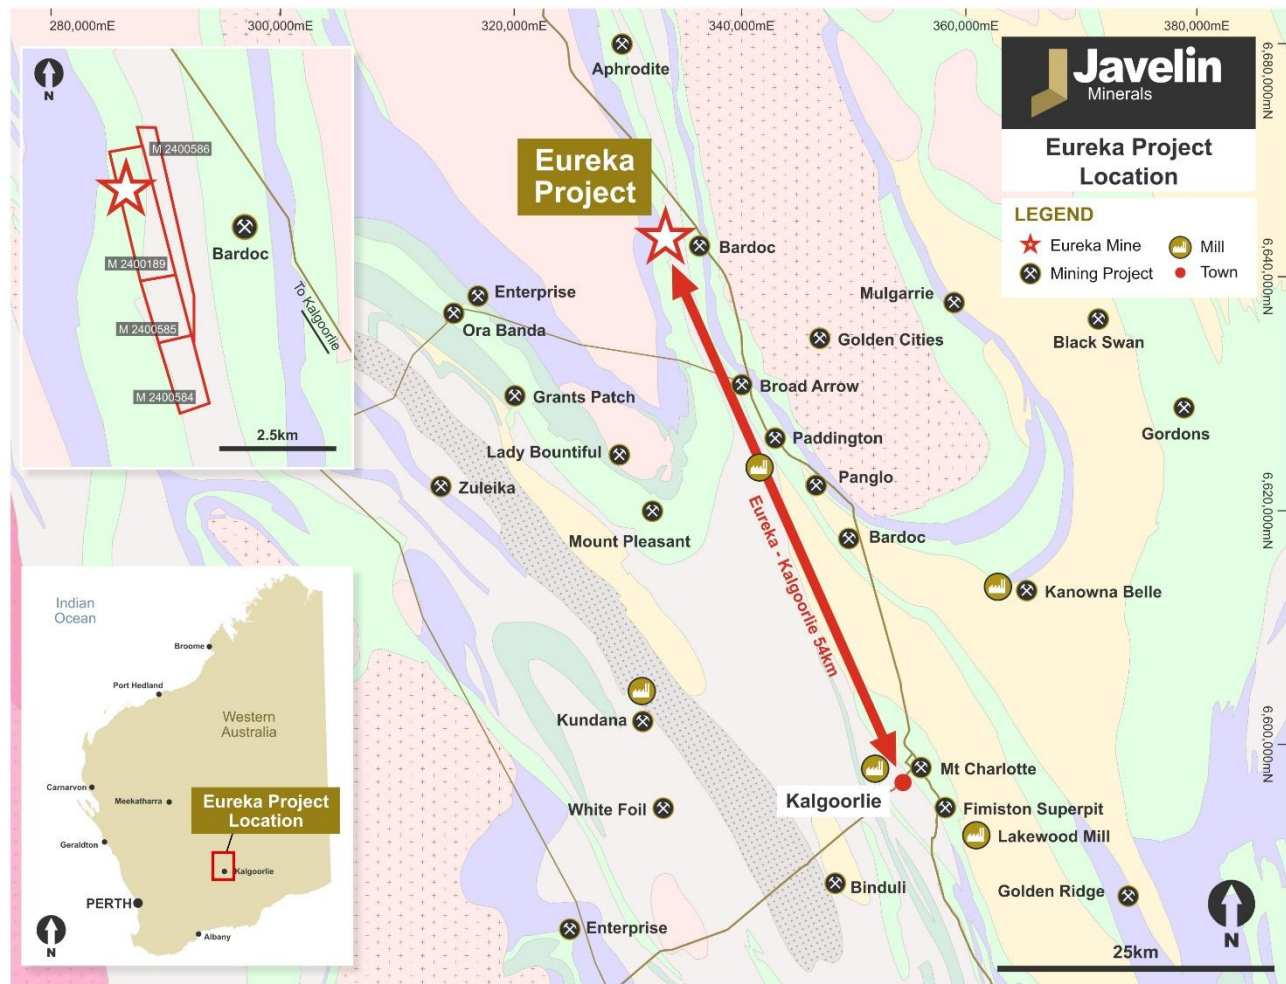 280,000mE
300,000mE
320,000mE
340,000mE
360,000mE
380,000mE
6,680,000mN
6,640,000mN
6,620,000mN
6,600,000mN
Javelin
Minerals
Eureka Project
Location
LEGEND
Eureka Mine
Mill
Mining Project
Town
N
M 2400586
M 2400189
M 2400585
M 2400584
Bardoc
To Kalgoorlie
2.5km
Aphrodite
Eureka
Project
Bardoc
Enterprise
Ora Banda
Mulgarrie
Golden Cities
Black Swan
Broad Arrow
Grants Patch
Gordons
Paddington
Lady Bountiful
Zuleika
Panglo
Mount Pleasant
Bardoc
Eureka - Kalgoorlie 54km
Kanowna Belle
Kundana
Mt Charlotte
Kalgoorlie
White Foil
Fimiston Superpit
Lakewood Mill
Binduli
Golden Ridge
Enterprise
N
25km
Indian
Ocean
Broome
Port Hedland
Western
Australia
Carnarvon
Meekatharra
Eureka Project
Location
Geraldton
Kalgoorlie
PERTH
Albany
N